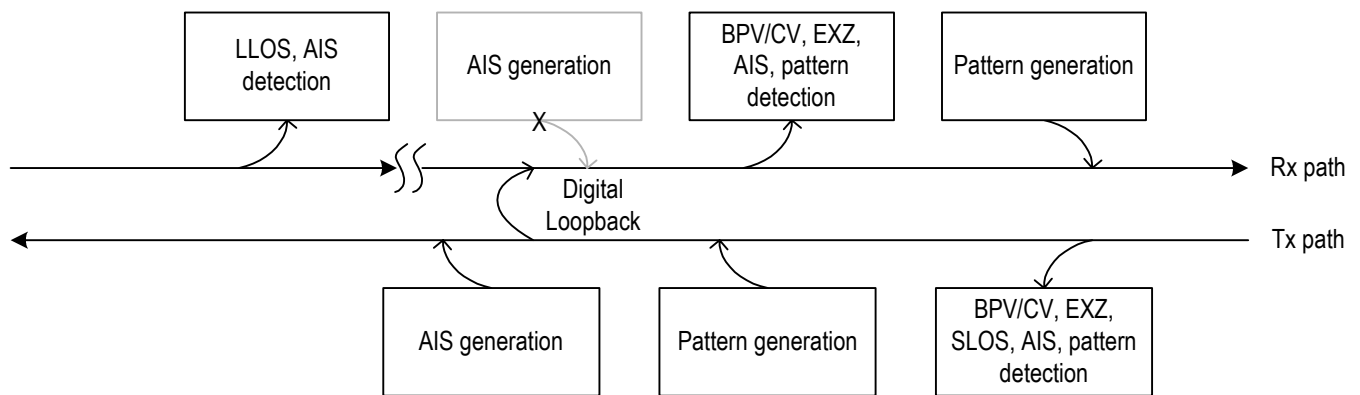 LLOS, AIS
detection
AIS generation
BPV/CV, EXZ,
AIS, pattern
detection
Pattern generation
X
Rx path
Digital
Loopback
Tx path
AIS generation
Pattern generation
BPV/CV, EXZ,
SLOS, AIS, pattern
detection